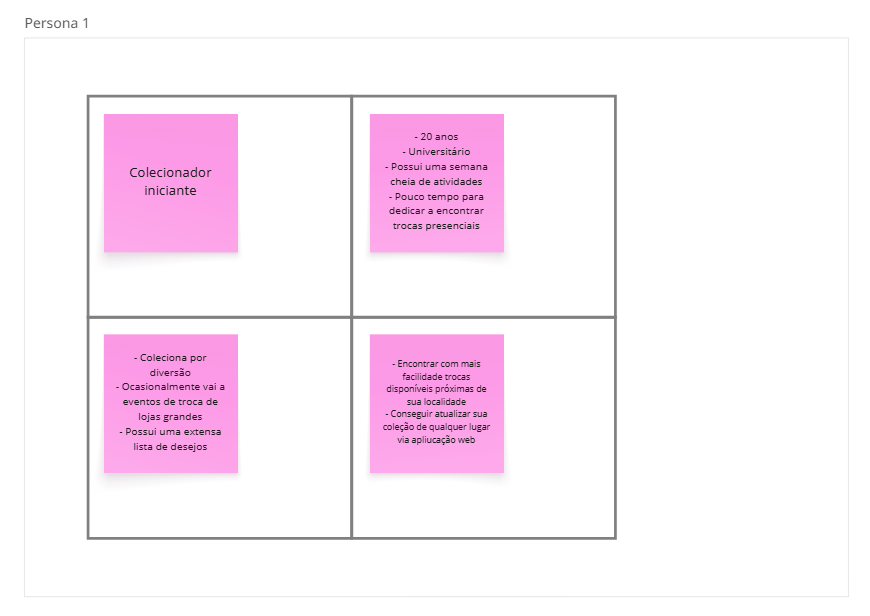 Persona 1
Colecionador
iniciante
- 20 anos
- Universitário
- Possui uma semana
cheia de atividades
- Pouco tempo para
dedicar a encontrar
trocas presenciais
- Coleciona por
diversão
- Ocasionalmente vai a
eventos de troca de
lojas grandes
- Possui uma extensa
lista de desejos
- Encontrar com mais
facilidade trocas
disponíveis próximas de
sua localidade
- Conseguir atualizar sua
coleção de qualquer lugar
via apliucação web